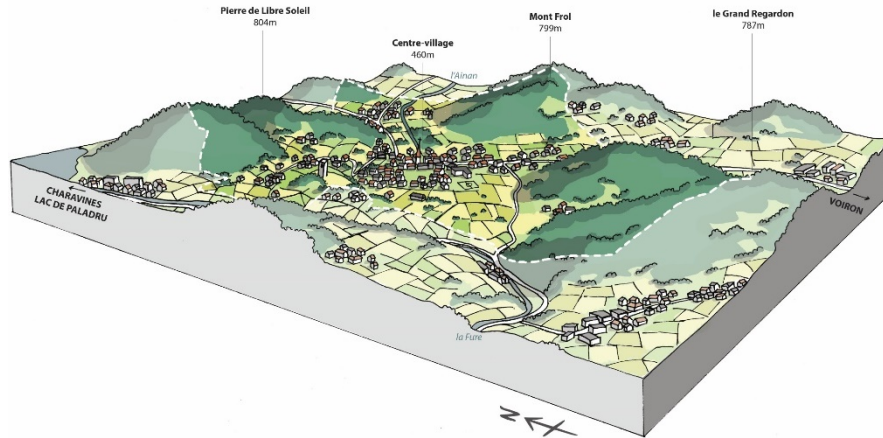 Pierre de Libre Soleil
804m
Centre-village
460m
l'Ainan
Mont Frol
799m
le Grand Regardon
787m
CHARAVINES
LAC DE PALADRU
VOIRON
la Fure
N